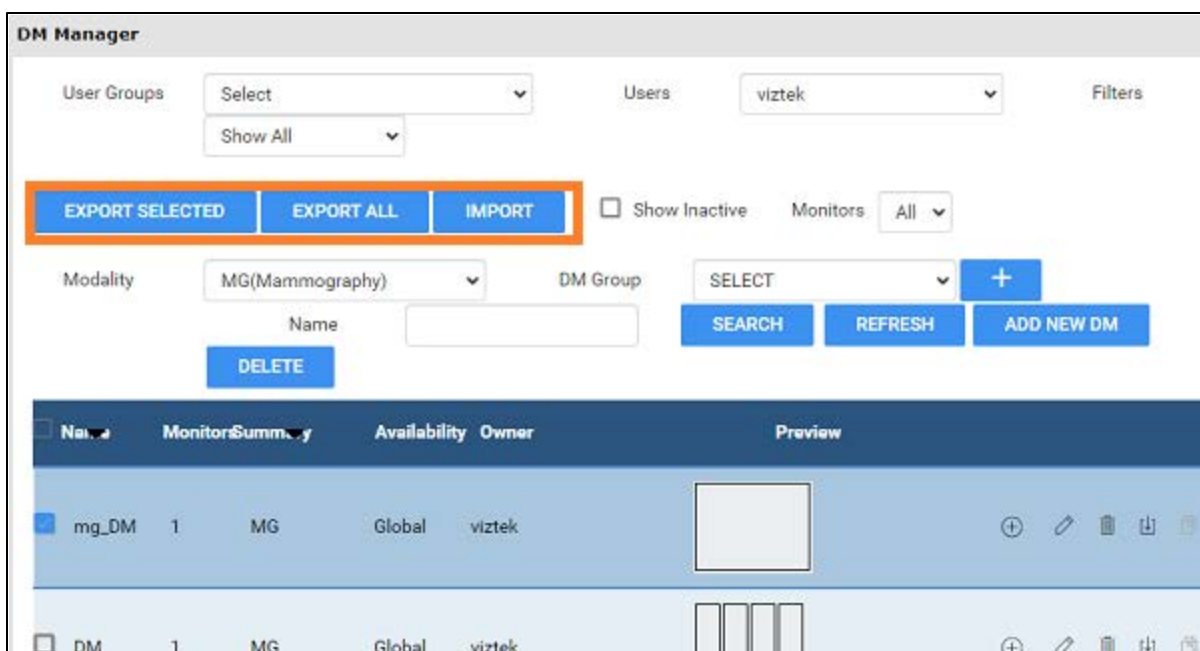 DM Manager
User Groups Select Users viztek Filters
Show All
EXPORT SELECTED EXPORT ALL IMPORT Show Inactive Monitors All
Modality MG(Mammography) DM Group SELECT +
Name SEARCH REFRESH ADD NEW DM
DELETE
Monitors Availability Owner Preview
mg_DM 1 MG Global viztek
DM 1 MG Global viztek